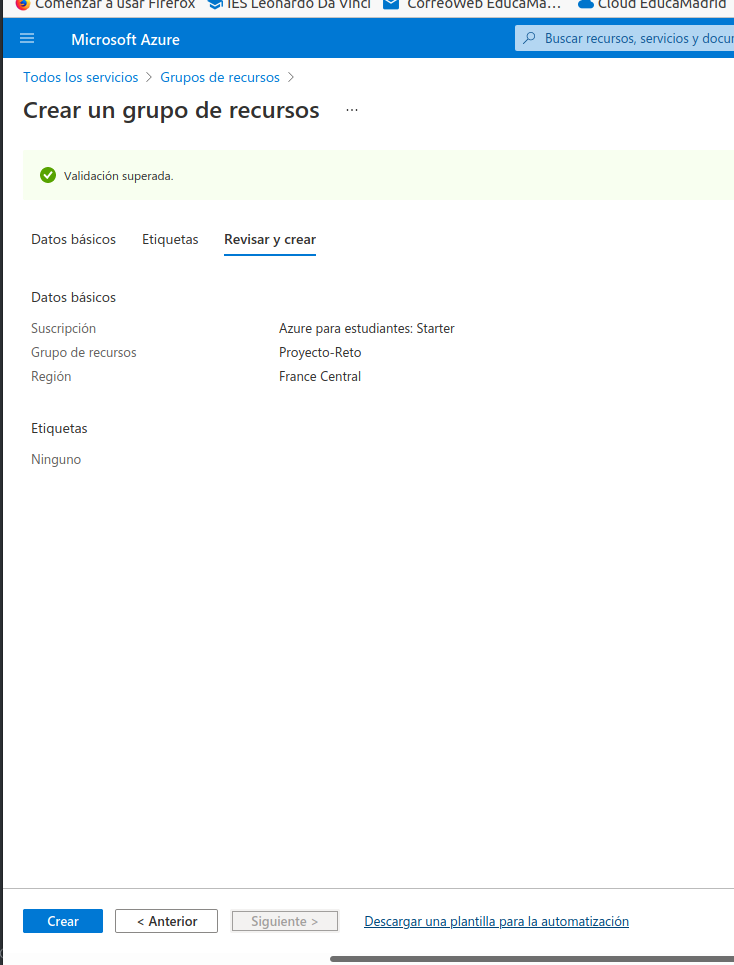 Comenzar a usar Firefox IES Leonardo Da Vinci CorreoWeb EducaMa... Cloud EducaMadrid
Microsoft Azure Buscar recursos, servicios y docu
Todos los servicios > Grupos de recursos >
Crear un grupo de recursos ...
Validación superada.
Datos básicos Etiquetas Revisar y crear
Datos básicos
Suscripción Azure para estudiantes: Starter
Grupo de recursos Proyecto-Reto
Región France Central
Etiquetas
Ninguno
Crear < Anterior Siguiente > Descargar una plantilla para la automatización